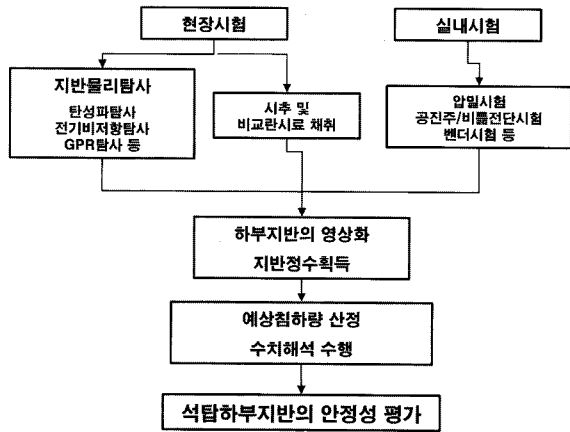 현장시험
실내시험
지반물리탐사
탄성파탐사
전기비저항탐사
GPR탐사 등
시추 및
비교란시료 채취
압밀시험
공진주/비틂전단시험
벤더시험 등
하부지반의 영상화
지반정수획득
예상침하량 산정
수치해석 수행
석탑하부지반의 안정성 평가